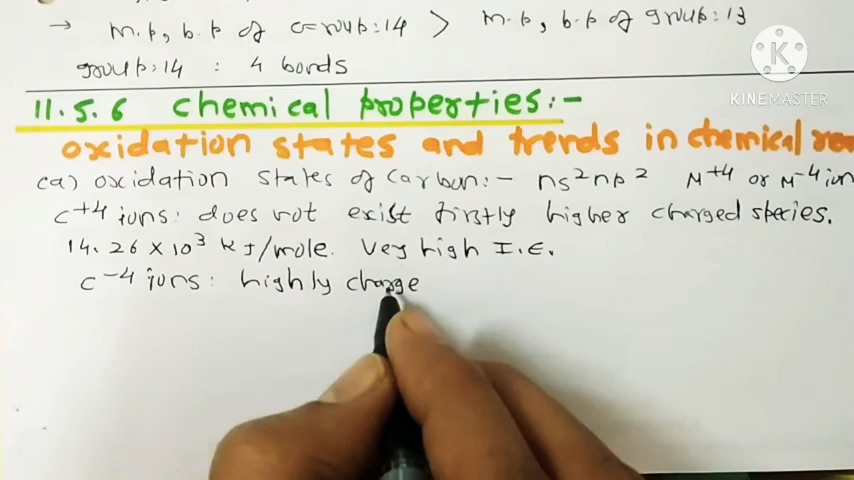 → m.p, b.p of Group:14 > m.p, b.p of group:13
group:14 : 4 bonds
KINEMASTER
11.5.6 chemical properties:-
oxidation states and trends in chemical rea
(a) oxidation states of Carbon:- ns²np² M+4 or M-4 ion
C+4 ions: does not exist firstly higher charged species.
14.26 × 10³ kJ/mole. Very high I.E.
C-4 ions: highly charge